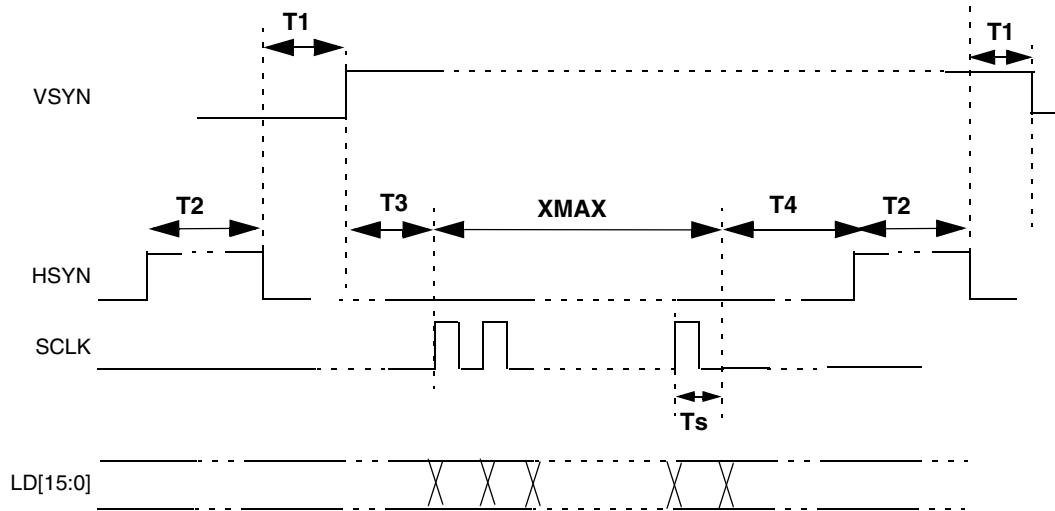 T1
T1
VSYN
T2
T3
XMAX
T4
T2
HSYN
SCLK
Ts
LD[15:0]